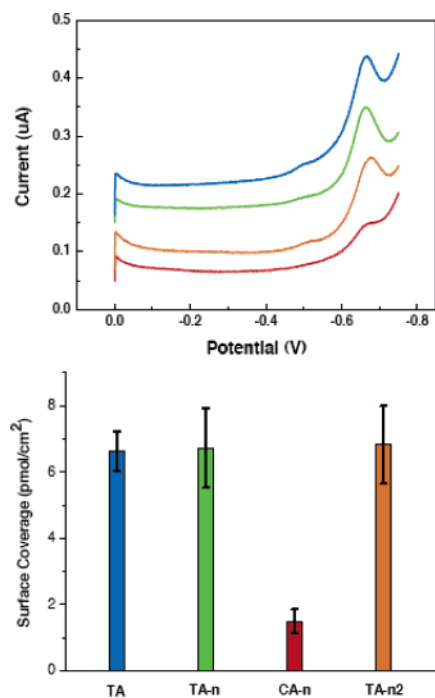 0.5
0.4
0.3
0.2
0.1
0.0
Current (uA)
0.0 -0.2 -0.4 -0.6 -0.8
Potential (V)
8
6
4
2
0
Surface Coverage (pmol/cm²)
TA TA-n CA-n TA-n2